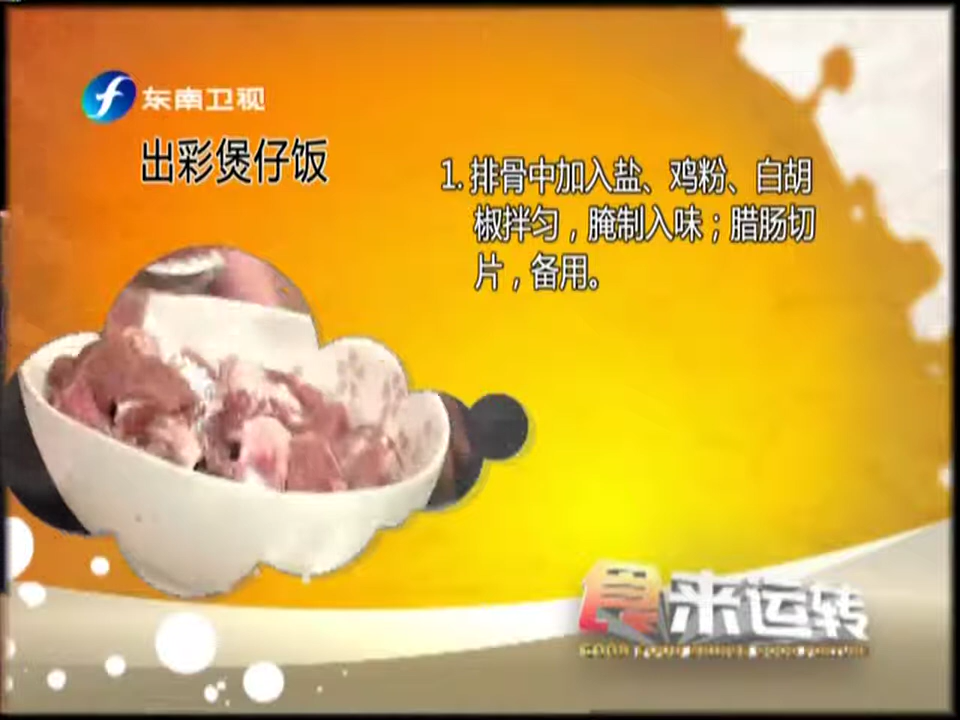 东南卫视
出彩煲仔饭
1. 排骨中加入盐、鸡粉、白胡
椒拌匀，腌制入味；腊肠切
片，备用。
食来运转